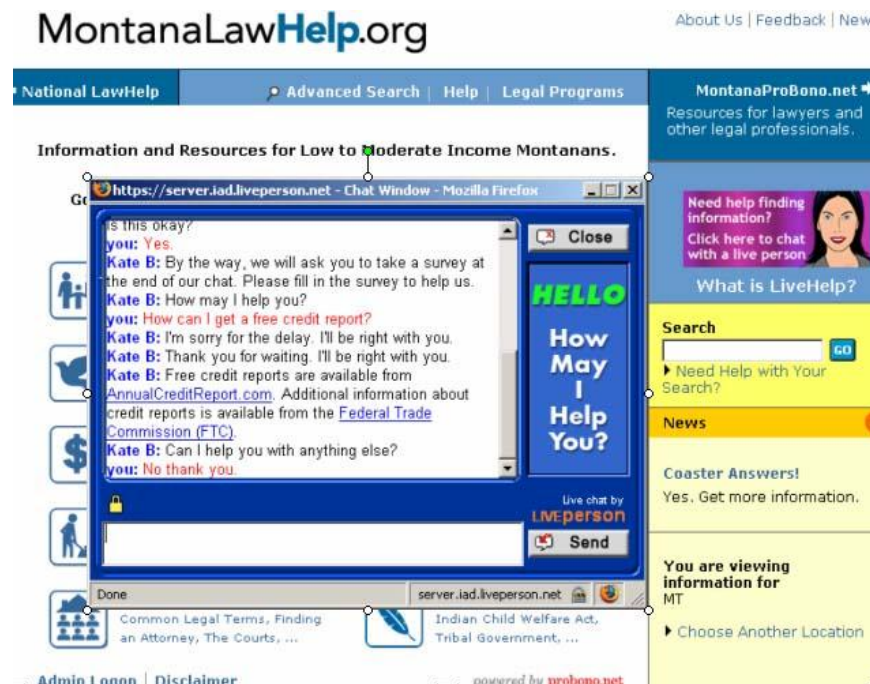 MontanaLawHelp.org
About Us | Feedback | New
National LawHelp
Advanced Search | Help | Legal Programs
MontanaProBono.net
Resources for lawyers and
other legal professionals.
Information and Resources for Low to Moderate Income Montanans.
https://server.iad.liveperson.net - Chat Window - Mozilla Firefox
is this okay?
you: Yes.
Kate B: By the way, we will ask you to take a survey at
the end of our chat. Please fill in the survey to help us.
Kate B: How may I help you?
you: How can I get a free credit report?
Kate B: I'm sorry for the delay. I'll be right with you.
Kate B: Thank you for waiting. I'll be right with you.
Kate B: Free credit reports are available from
AnnualCreditReport.com. Additional information about
credit reports is available from the Federal Trade
Commission (FTC).
Kate B: Can I help you with anything else?
you: No thank you.
Close
HELLO
How
May
I
Help
You?
Live chat by
LIVEperson
Send
Done
server.iad.liveperson.net
Common Legal Terms, Finding
an Attorney, The Courts, ...
Indian Child Welfare Act,
Tribal Government, ...
Admin Logon | Disclaimer
powered by probono.net
Need help finding
information?
Click here to chat
with a live person
What is LiveHelp?
Search
GO
Need Help with Your
Search?
News
Coaster Answers!
Yes. Get more information.
You are viewing
information for
MT
Choose Another Location